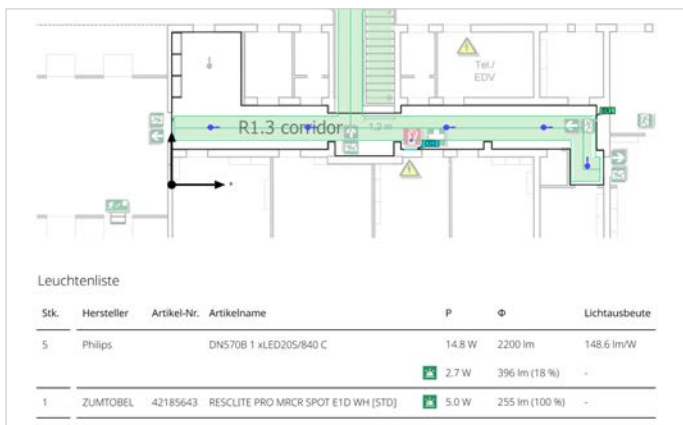 Tel./
EDV
R1.3 corridor
1,2 m
Leuchtenliste
Stk. Hersteller Artikel-Nr. Artikelname P Φ Lichtausbeute
5 Philips DN570B 1 xLED20S/840 C 14.8 W 2200 lm 148.6 lm/W
2.7 W 396 lm (18 %) -
1 ZUMTOBEL 42185643 RESCLITE PRO MRCR SPOT E1D WH [STD] 5.0 W 255 lm (100 %) -